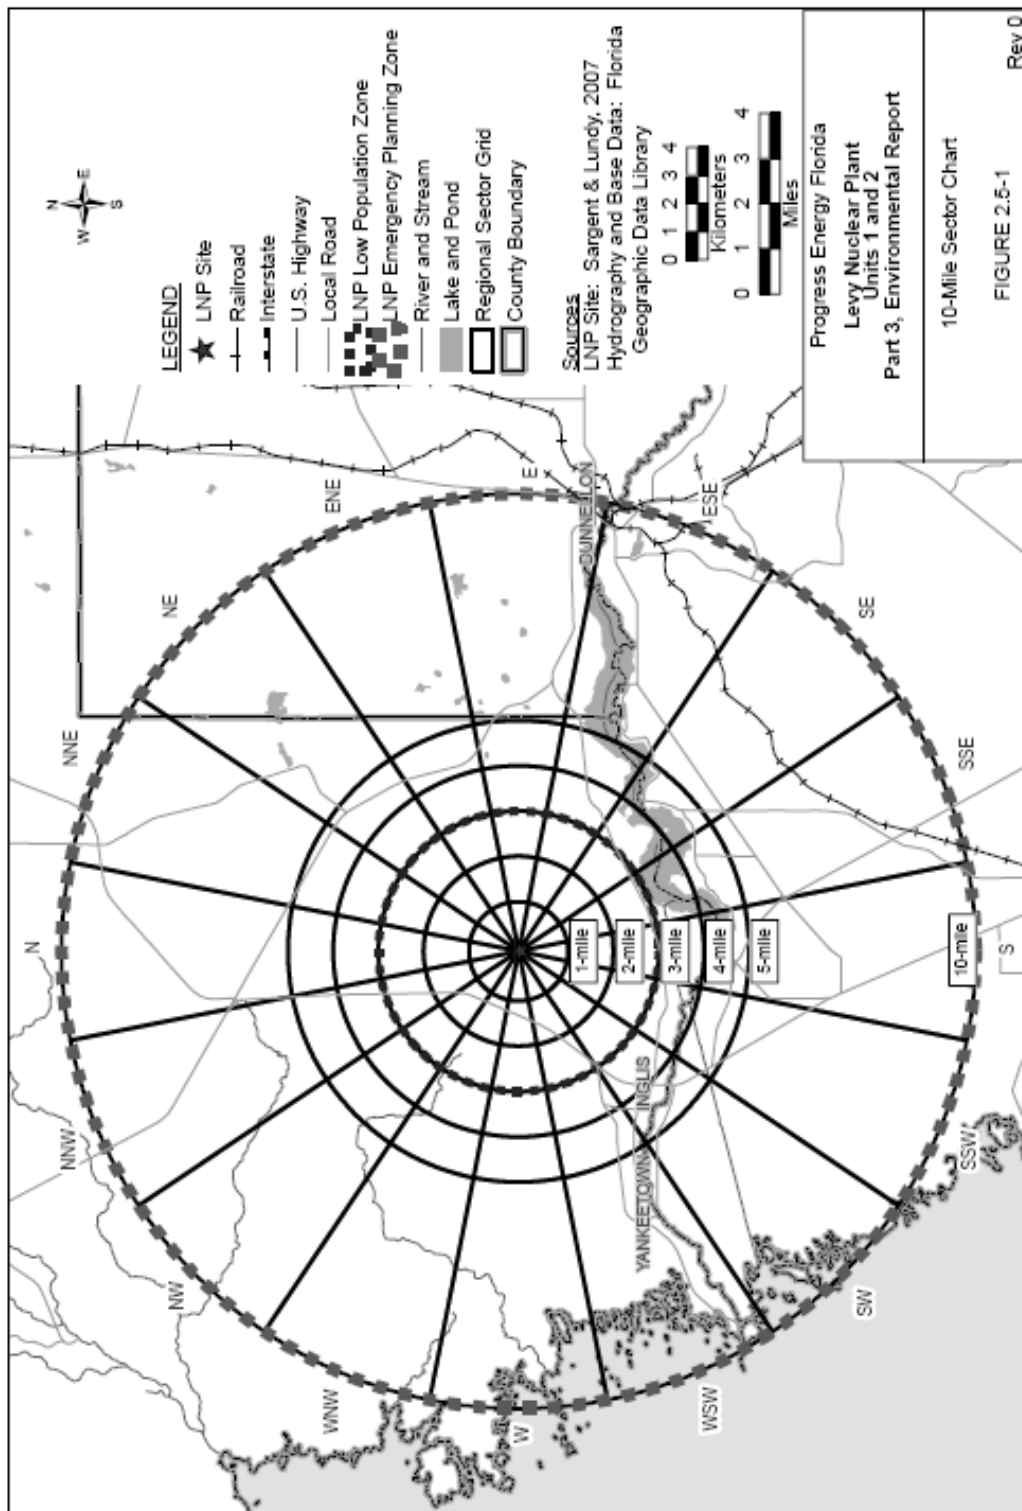 N
W E
S
LEGEND
LNP Site
Railroad
Interstate
U.S. Highway
Local Road
LNP Low Population Zone
LNP Emergency Planning Zone
River and Stream
Lake and Pond
Regional Sector Grid
County Boundary
Sources
LNP Site: Sargent & Lundy, 2007
Hydrography and Base Data: Florida
Geographic Data Library
0 1 2 3 4
Kilometers
0 1 2 3 4
Miles
Progress Energy Florida
Levy Nuclear Plant
Units 1 and 2
Part 3, Environmental Report
10-Mile Sector Chart
FIGURE 2.5-1
Rev 0
N
NNE
NE
ENE
E
ESE
SE
SSE
S
SSW
SW
WSW
W
WNW
NW
NNW
DUNNELLON
YANKEETOWN
INGLIS
1-mile
2-mile
3-mile
4-mile
5-mile
10-mile